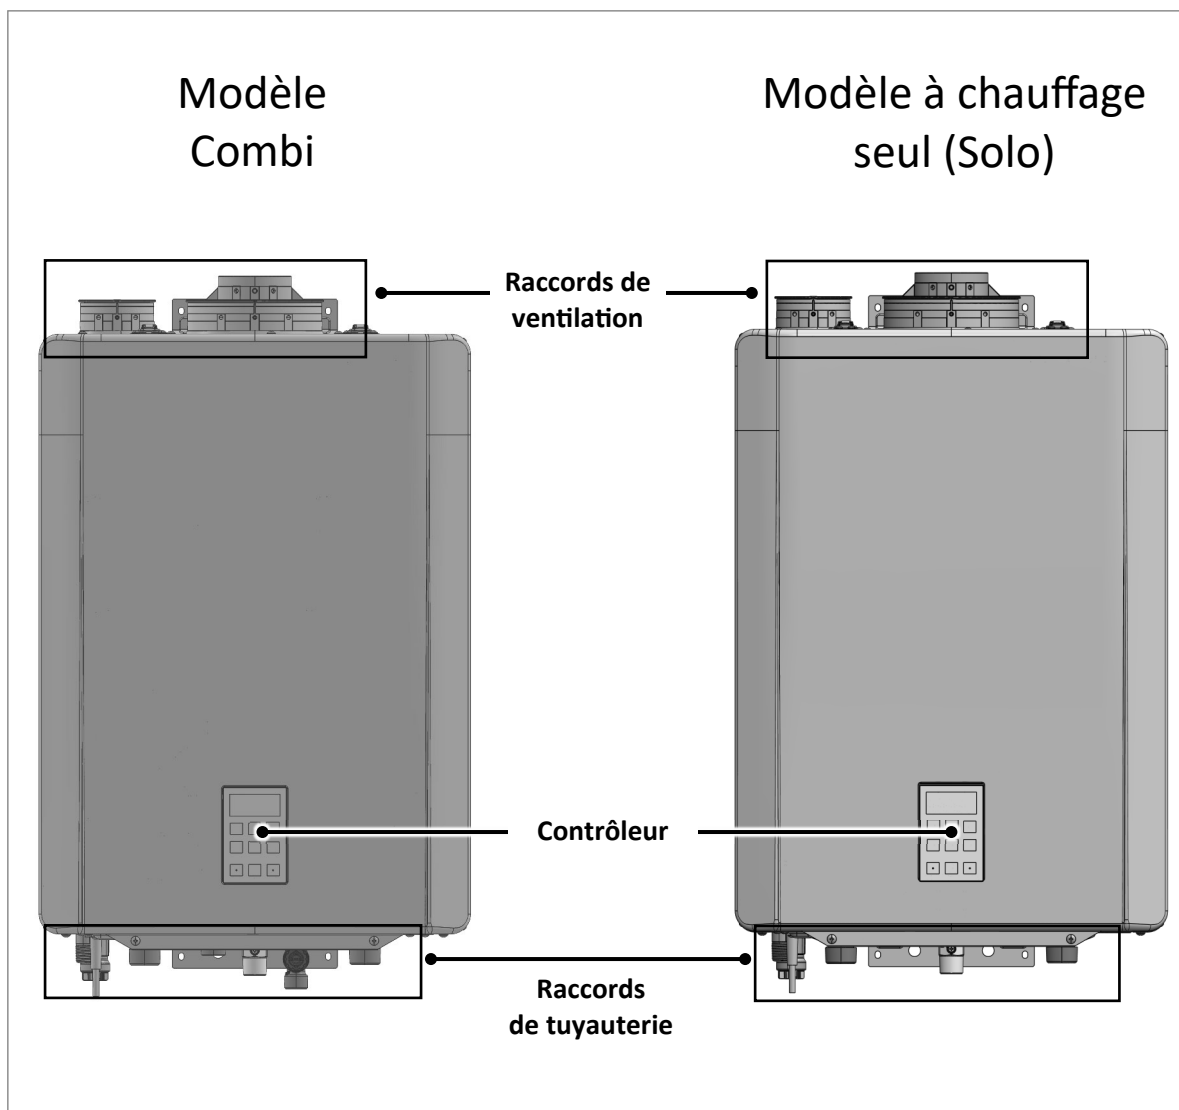 Modèle
Combi
Modèle à chauffage
seul (Solo)
Raccords de
ventilation
Contrôleur
Raccords
de tuyauterie